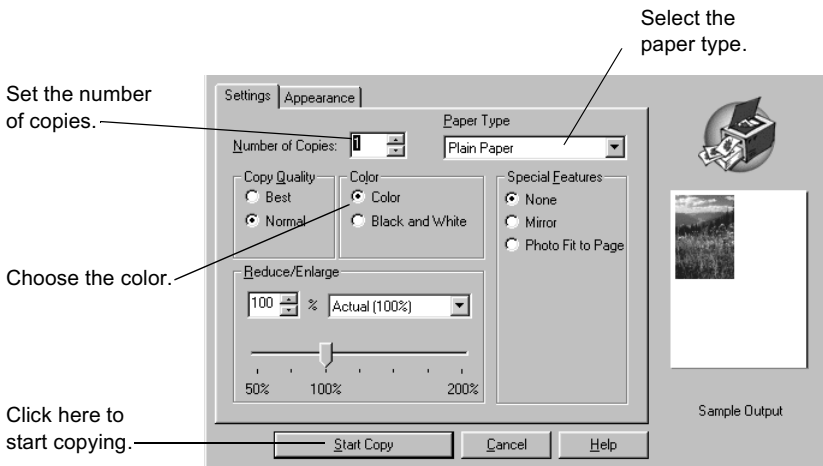 Select the
paper type.
Set the number
of copies.
Settings
Appearance
Paper Type
Number of Copies:
1
Plain Paper
Copy Quality
Color
Special Features
Best
Color
None
Normal
Black and White
Mirror
Photo Fit to Page
Choose the color.
Reduce/Enlarge
100 % Actual (100%)
50% 100% 200%
Sample Output
Click here to
start copying.
Start Copy
Cancel
Help